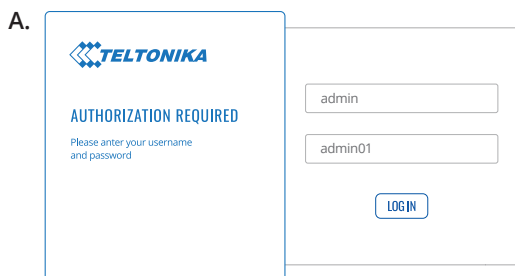 A.
TELTONIKA
AUTHORIZATION REQUIRED
Please anter your username
and password
admin
admin01
LOG IN